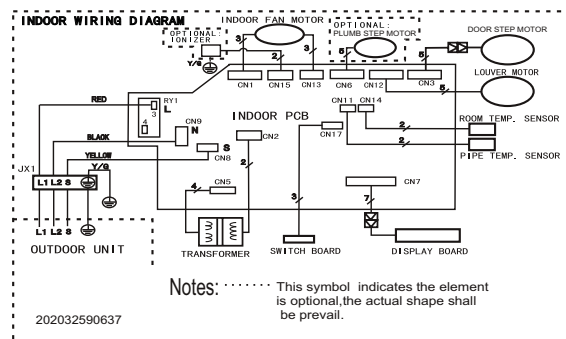 INDOOR WIRING DIAGRAM
INDOOR FAN MOTOR
OPTIONAL:
IONIZER
OPTIONAL:
PLUMB STEP MOTOR
DOOR STEP MOTOR
Y/G
2
3
3
5
5
CN1
CN15
CN13
CN6
CN12
CN3
5
LOUVER MOTOR
RED
RY1
3
L
4
CN9
N
INDOOR PCB
CN11
CN14
CN2
CN17
2
ROOM TEMP. SENSOR
2
PIPE TEMP. SENSOR
BLACK
YELLOW
S
CN8
Y/G
JX1
L1 L2 S
2
4
CN5
CN7
3
7
L1 L2 S
OUTDOOR UNIT
TRANSFORMER
SWITCH BOARD
DISPLAY BOARD
Notes: ······· This symbol indicates the element
is optional,the actual shape shall
be prevail.
202032590637